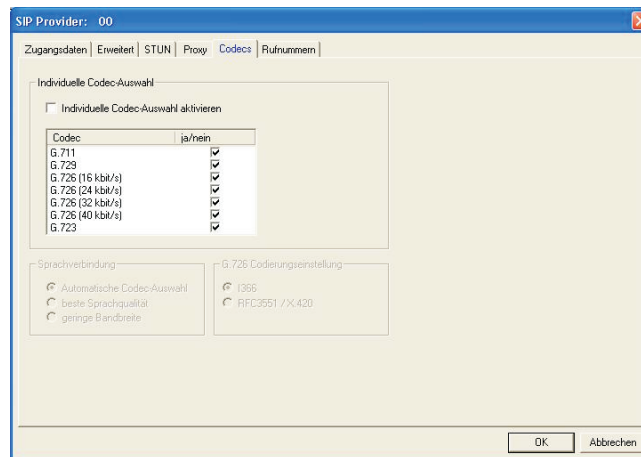 SIP Provider: 00
Zugangsdaten Erweitert STUN Proxy Codecs Rufnummern
Individuelle Codec-Auswahl
Individuelle Codec-Auswahl aktivieren
Codec ja/nein
G.711
G.729
G.726 (16 kbit/s)
G.726 (24 kbit/s)
G.726 (32 kbit/s)
G.726 (40 kbit/s)
G.723
Sprachverbindung
Automatische Codec-Auswahl
beste Sprachqualität
geringe Bandbreite
G.726 Codierungseinstellung
I366
RFC3551 / X.420
OK Abbrechen